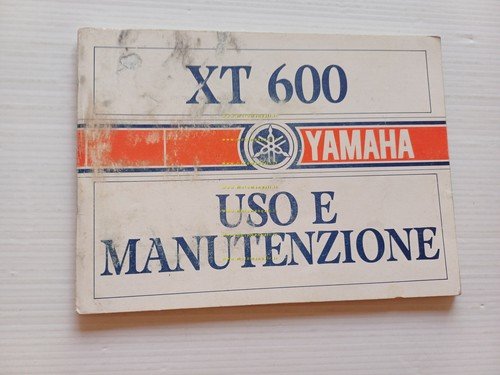 XT 600
YAMAHA
USO E
MANUTENZIONE